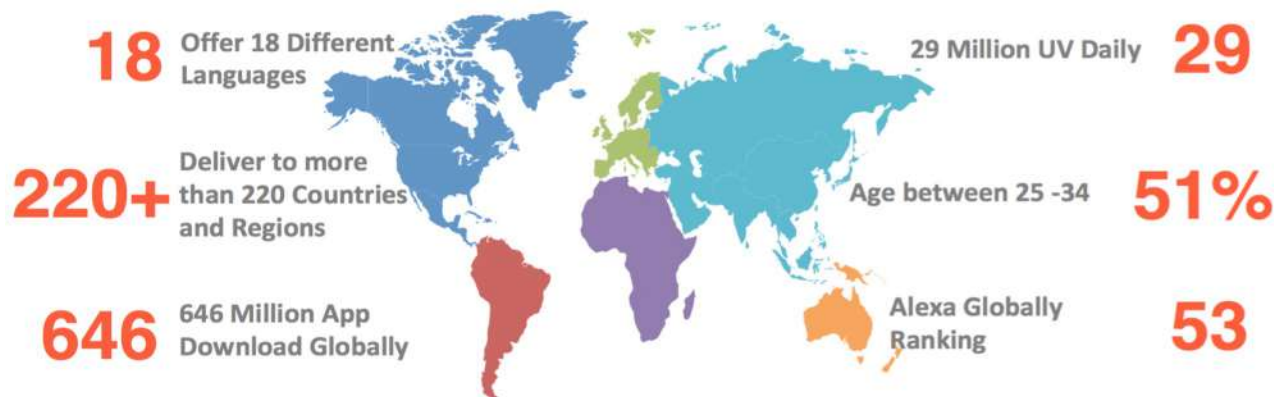 18
Offer 18 Different
Languages
220+
Deliver to more
than 220 Countries
and Regions
646
646 Million App
Download Globally
29 Million UV Daily
29
Age between 25 -34
51%
Alexa Globally
Ranking
53